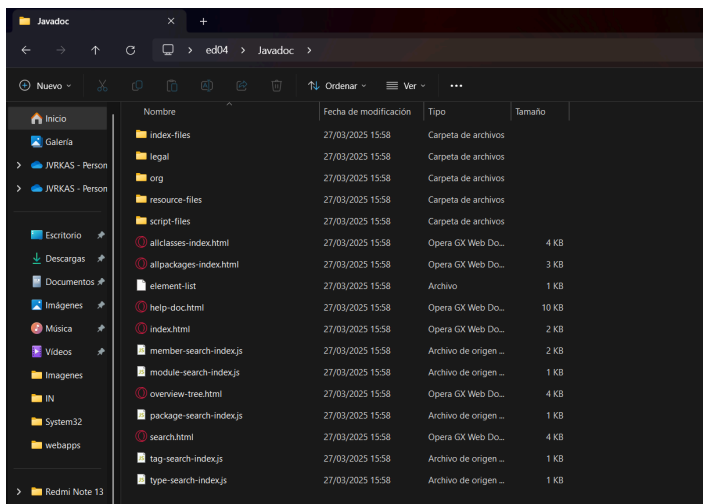 Javadoc
ed04 Javadoc
Nuevo Ordenar Ver
Nombre Fecha de modificación Tipo Tamaño
Inicio
Galería
JVRKAS - Person
JVRKAS - Person
Escritorio
Descargas
Documentos
Imágenes
Música
Vídeos
Imagenes
IN
System32
webapps
Redmi Note 13
index-files 27/03/2025 15:58 Carpeta de archivos
legal 27/03/2025 15:58 Carpeta de archivos
org 27/03/2025 15:58 Carpeta de archivos
resource-files 27/03/2025 15:58 Carpeta de archivos
script-files 27/03/2025 15:58 Carpeta de archivos
allclasses-index.html 27/03/2025 15:58 Opera GX Web Do... 4 KB
allpackages-index.html 27/03/2025 15:58 Opera GX Web Do... 3 KB
element-list 27/03/2025 15:58 Archivo 1 KB
help-doc.html 27/03/2025 15:58 Opera GX Web Do... 10 KB
index.html 27/03/2025 15:58 Opera GX Web Do... 2 KB
member-search-index.js 27/03/2025 15:58 Archivo de origen ... 2 KB
module-search-index.js 27/03/2025 15:58 Archivo de origen ... 1 KB
overview-tree.html 27/03/2025 15:58 Opera GX Web Do... 4 KB
package-search-index.js 27/03/2025 15:58 Archivo de origen ... 1 KB
search.html 27/03/2025 15:58 Opera GX Web Do... 4 KB
tag-search-index.js 27/03/2025 15:58 Archivo de origen ... 1 KB
type-search-index.js 27/03/2025 15:58 Archivo de origen ... 1 KB